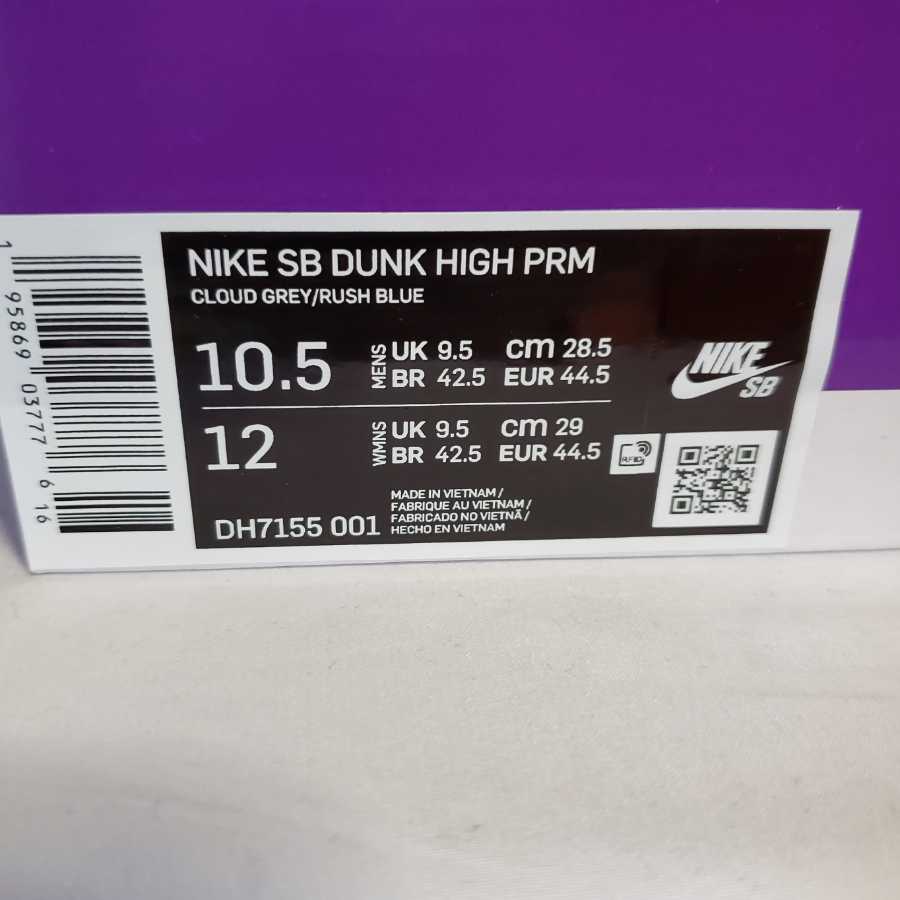 1 95869 03777 6 16
NIKE SB DUNK HIGH PRM
CLOUD GREY/RUSH BLUE
10.5 MENS UK 9.5 cm 28.5
BR 42.5 EUR 44.5
12 WMNS UK 9.5 cm 29
BR 42.5 EUR 44.5
NIKE
SB
DH7155 001
MADE IN VIETNAM /
FABRIQUE AU VIETNAM /
FABRICADO NO VIETNÃ /
HECHO EN VIETNAM